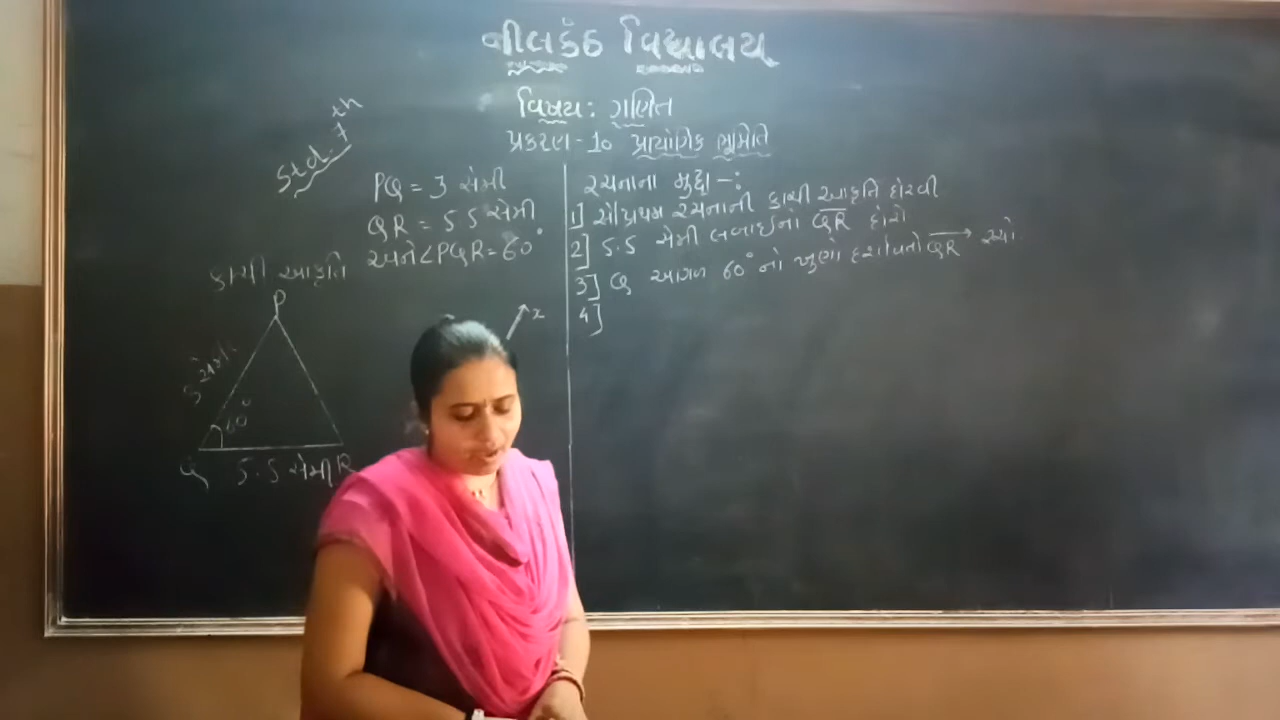 નીલકંઠ વિદ્યાલય
વિષય: ગણિત
પ્રકરણ-10 પ્રાયોગિક ભૂમિતિ
Std. 7th
PQ = 3 સેમી
QR = 5.5 સેમી
અને ∠PQR = 60°
કાચી આકૃતિ
P
સેમી
60°
Q 5.5 સેમી R
x
રચનાના મુદ્દા -:
1] સૌ પ્રથમ રચનાની કાચી આકૃતિ દોરવી
2] 5.5 સેમી લંબાઈનો QR દોરો
3] Q આગળ 60° નો ખુણો દર્શાવતો QR રચો.
4]